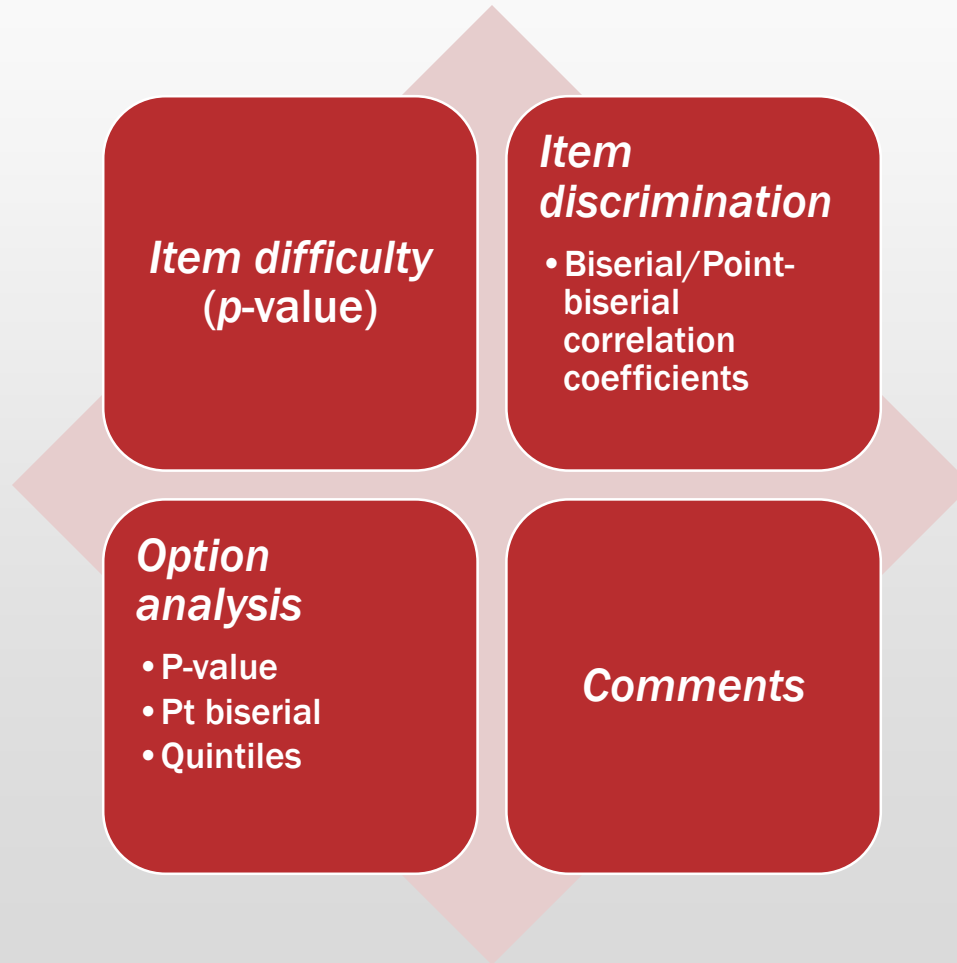 Item difficulty
(p-value)
Item
discrimination
• Biserial/Point-
biserial
correlation
coefficients
Option
analysis
• P-value
• Pt biserial
• Quintiles
Comments